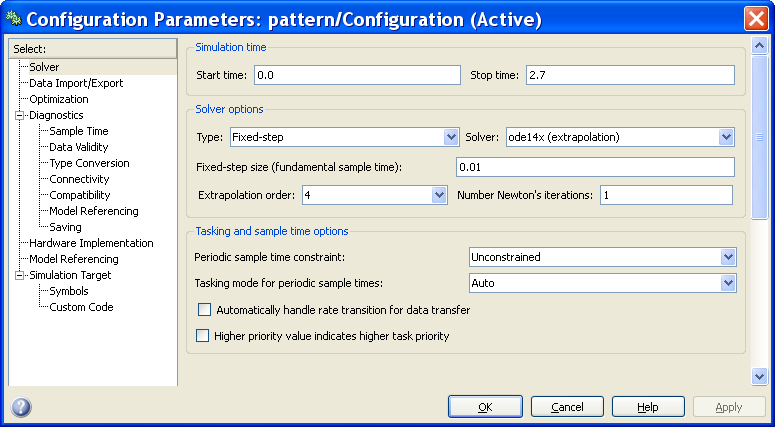 Configuration Parameters: pattern/Configuration (Active)
Select:
Solver
Data Import/Export
Optimization
Diagnostics
Sample Time
Data Validity
Type Conversion
Connectivity
Compatibility
Model Referencing
Saving
Hardware Implementation
Model Referencing
Simulation Target
Symbols
Custom Code
Simulation time
Start time: 0.0 Stop time: 2.7
Solver options
Type: Fixed-step Solver: ode14x (extrapolation)
Fixed-step size (fundamental sample time): 0.01
Extrapolation order: 4 Number Newton's iterations: 1
Tasking and sample time options
Periodic sample time constraint: Unconstrained
Tasking mode for periodic sample times: Auto
Automatically handle rate transition for data transfer
Higher priority value indicates higher task priority
? OK Cancel Help Apply